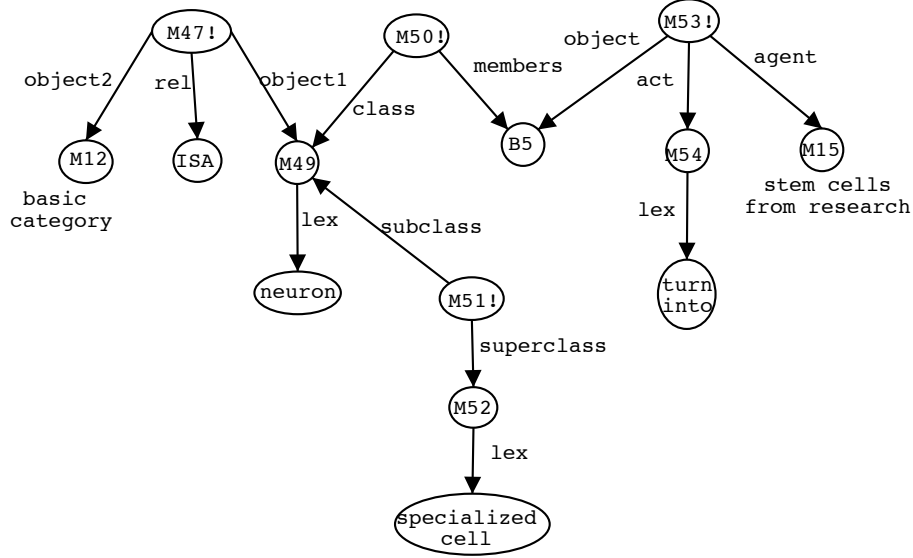 M47!
M50!
M53!
object2
rel
object1
class
members
object
act
agent
M12
ISA
M49
B5
M54
M15
basic
category
stem cells
from research
lex
subclass
lex
neuron
M51!
turn
into
superclass
M52
lex
specialized
cell